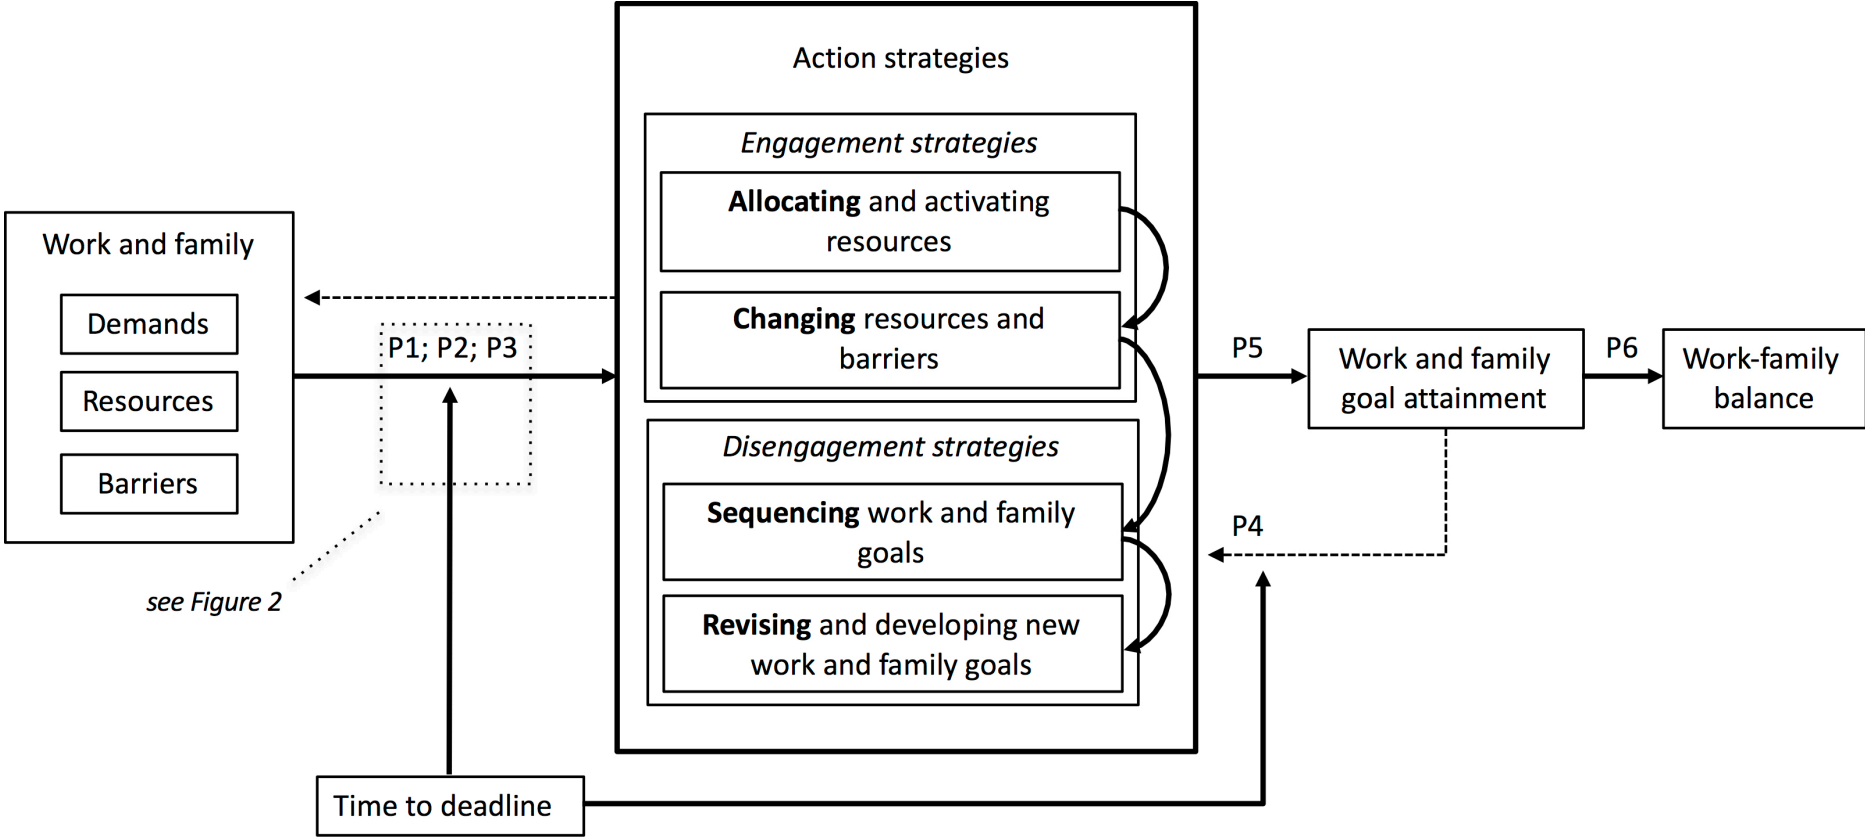 Action strategies
Engagement strategies
Allocating and activating
resources
Changing resources and
barriers
Disengagement strategies
Sequencing work and family
goals
Revising and developing new
work and family goals
Work and family
Demands
Resources
Barriers
P1; P2; P3
see Figure 2
Time to deadline
P5
Work and family
goal attainment
P6
Work-family
balance
P4